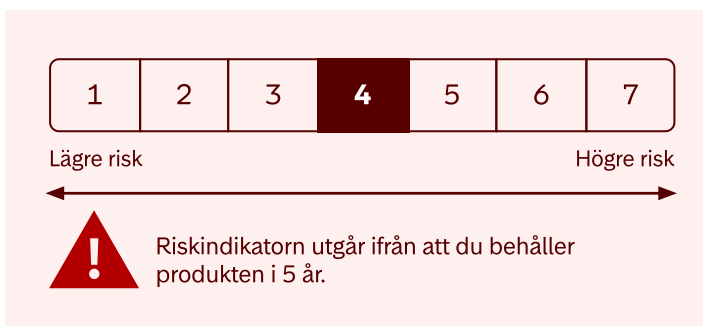 1 2 3 4 5 6 7
Lägre risk Högre risk
! Riskindikatorn utgår ifrån att du behåller
produkten i 5 år.